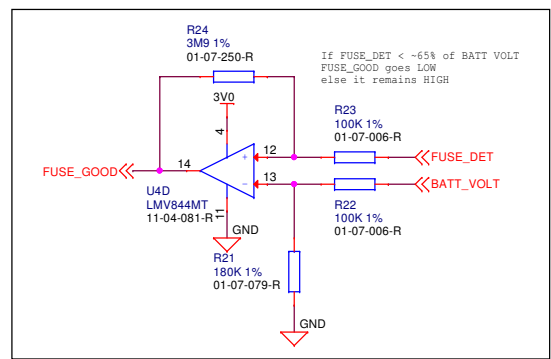 R24
3M9 1%
01-07-250-R
If FUSE_DET < ~65% of BATT VOLT
FUSE_GOOD goes LOW
else it remains HIGH
3V0
4
R23
100K 1%
01-07-006-R
12
+
FUSE_DET
FUSE_GOOD
14
13
-
BATT_VOLT
U4D
LMV844MT
11-04-081-R
11
R22
100K 1%
01-07-006-R
GND
R21
180K 1%
01-07-079-R
GND